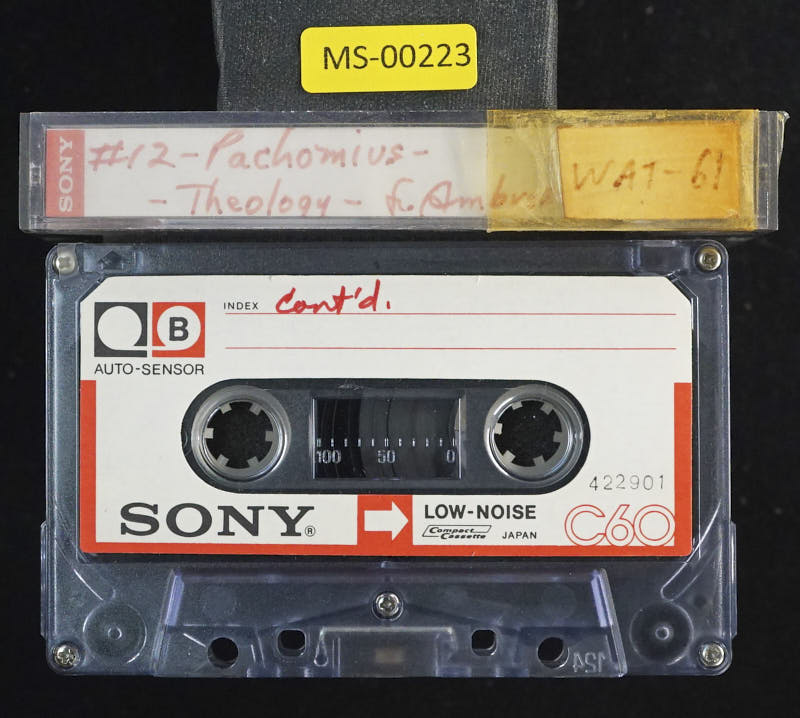 MS-00223
SONY
#12-Pachomius-
-Theology- fr. Ambrose
WAT-61
INDEX Cont'd.
B
AUTO-SENSOR
100 50 0
422901
SONY®
LOW-NOISE
Compact Cassette JAPAN
C60